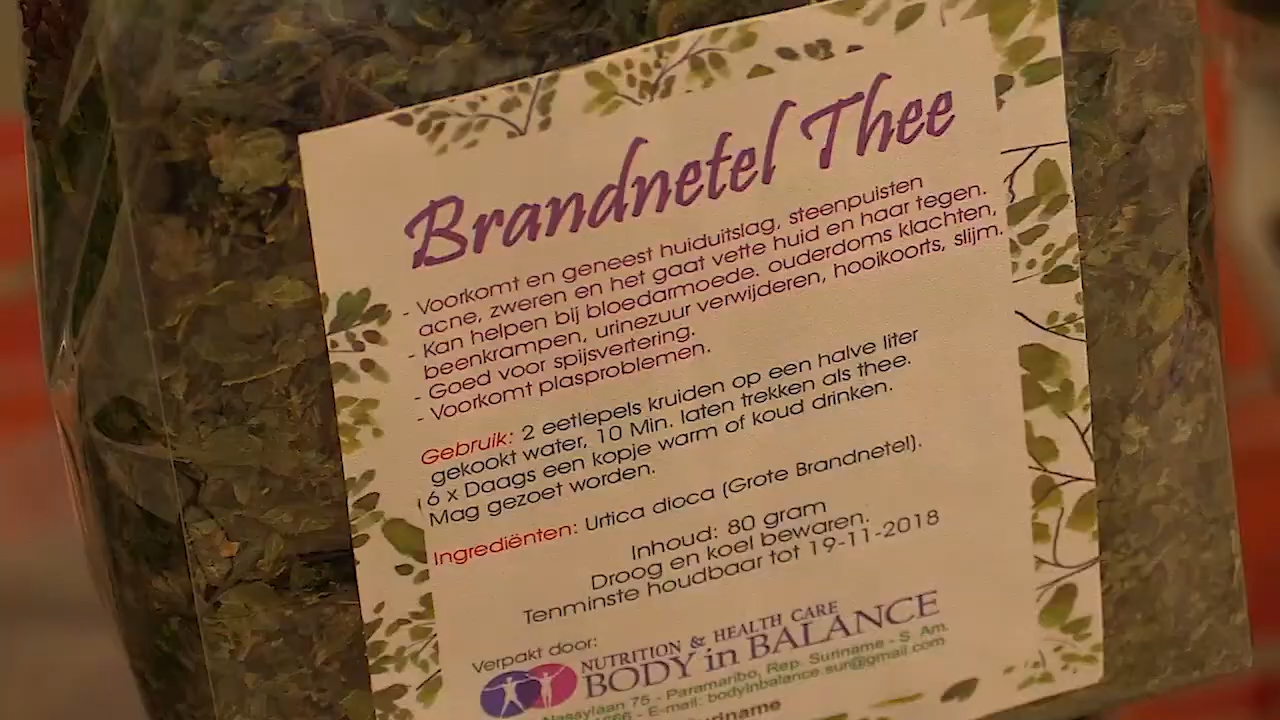 Brandnetel Thee
- Voorkomt en geneest huiduitslag, steenpuisten
acne, zweren en het gaat vette huid en haar tegen.
- Kan helpen bij bloedarmoede. ouderdoms klachten,
beenkrampen, urinezuur verwijderen, hooikoorts, slijm.
- Goed voor spijsvertering.
- Voorkomt plasproblemen.
Gebruik: 2 eetlepels kruiden op een halve liter
gekookt water, 10 Min. laten trekken als thee.
6 x Daags een kopje warm of koud drinken.
Mag gezoet worden.
Ingrediënten: Urtica dioca (Grote Brandnetel).
Inhoud: 80 gram
Droog en koel bewaren.
Tenminste houdbaar tot 19-11-2018
Verpakt door:
NUTRITION & HEALTH CARE
BODY in BALANCE
Nassylaan 75 - Paramaribo, Rep. Suriname - S. Am.
- E-mail: bodyinbalance.sur@gmail.com